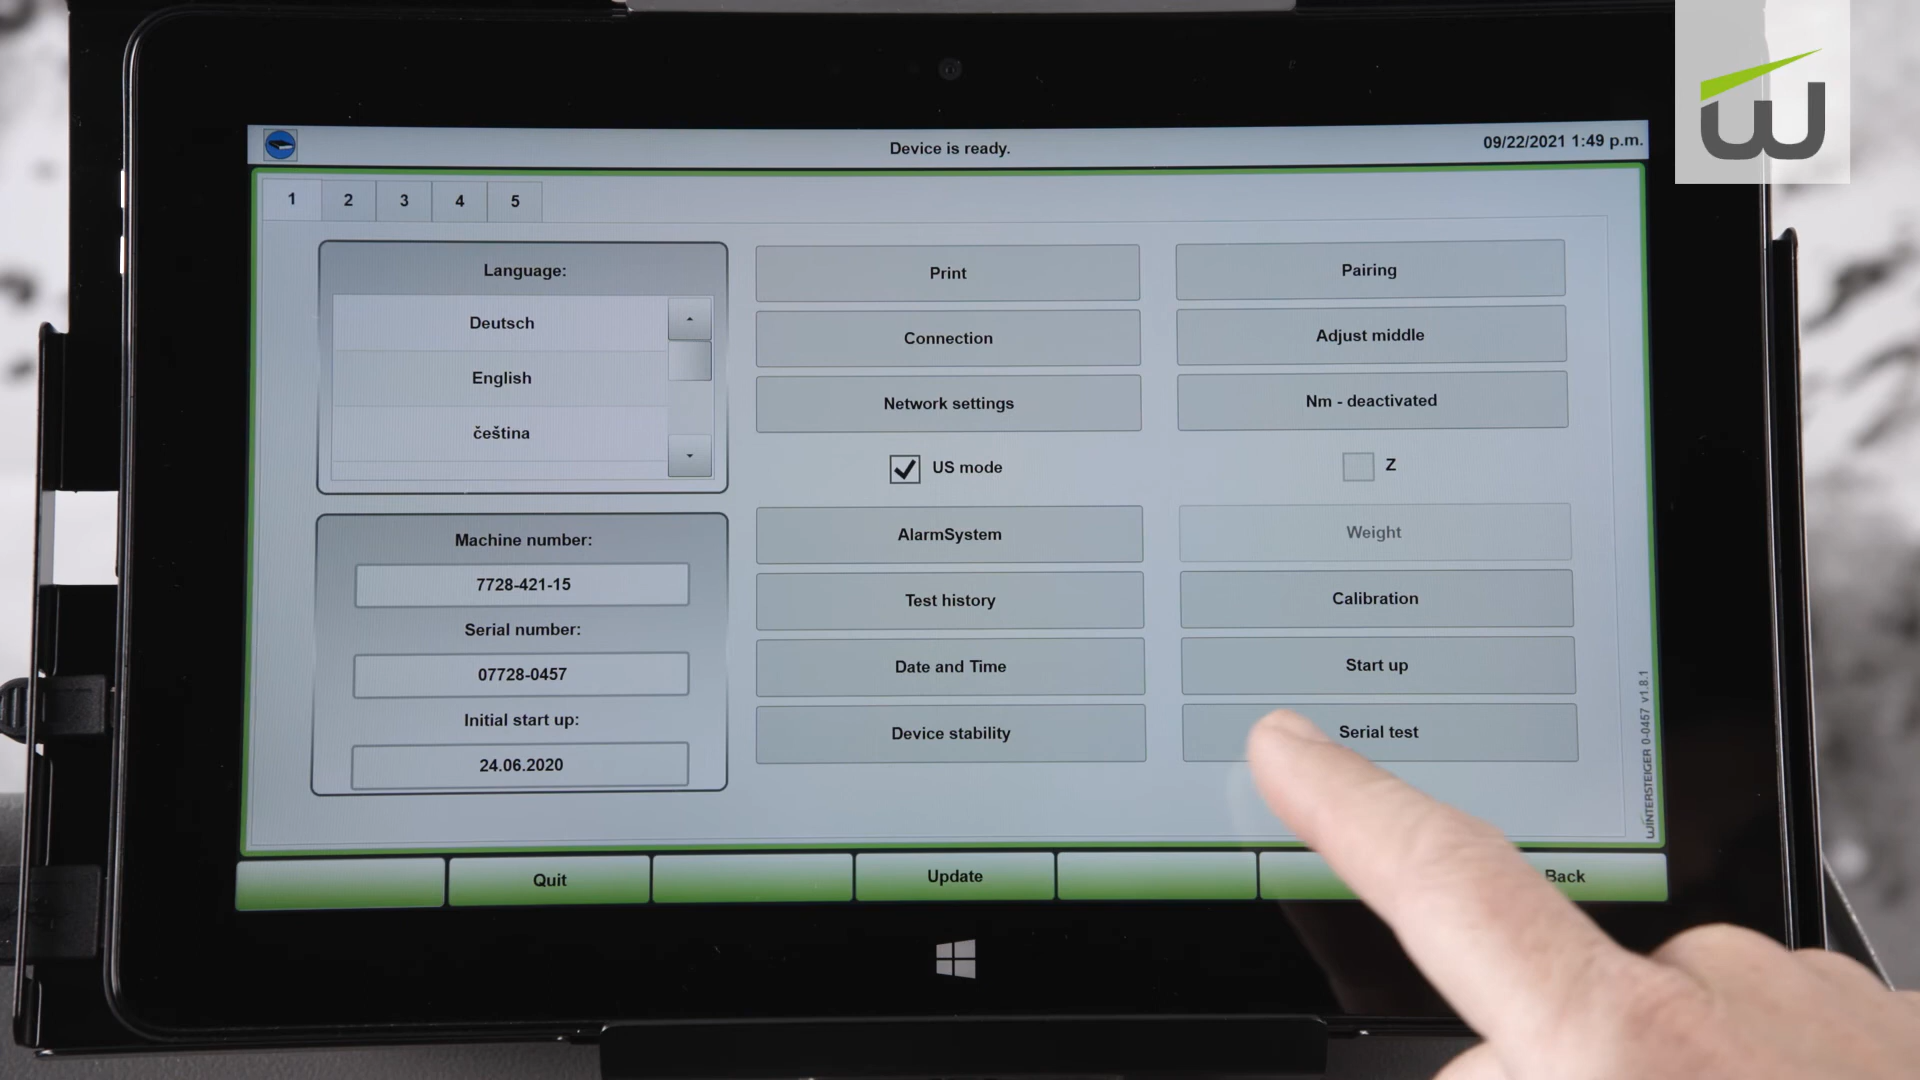 Device is ready.
09/22/2021 1:49 p.m.
1
2
3
4
5
Language:
Deutsch
English
čeština
Machine number:
7728-421-15
Serial number:
07728-0457
Initial start up:
24.06.2020
Print
Connection
Network settings
US mode
AlarmSystem
Test history
Date and Time
Device stability
Pairing
Adjust middle
Nm - deactivated
Z
Weight
Calibration
Start up
Serial test
WINTERSTEIGER 0-0457 v1.8.1
Quit
Update
Back